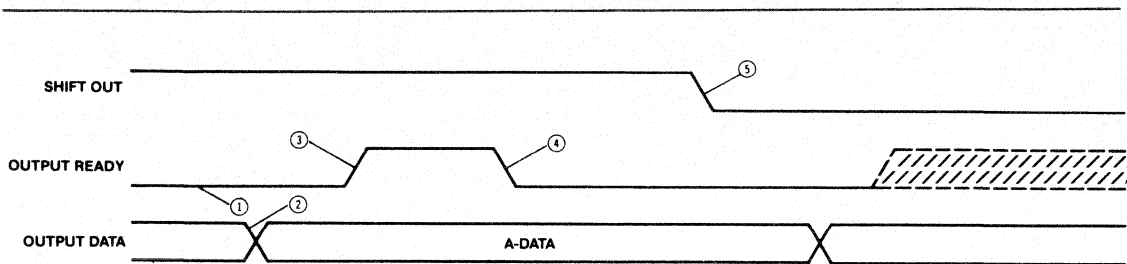 SHIFT OUT
⑤
OUTPUT READY
③
④
①
②
OUTPUT DATA
A-DATA